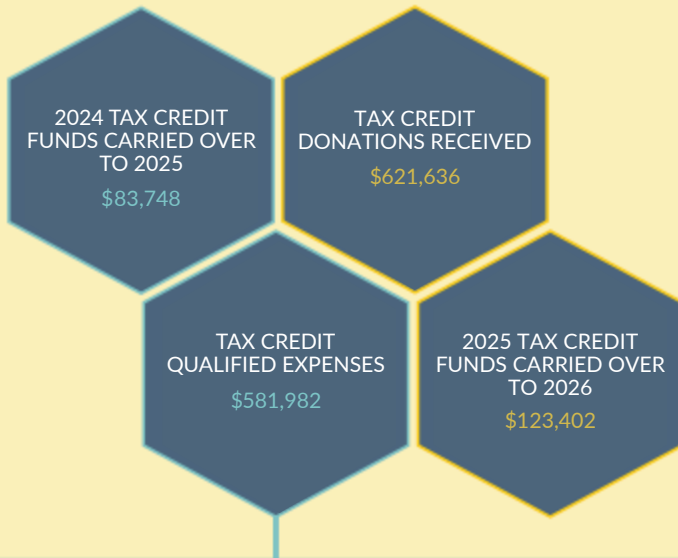 2024 TAX CREDIT
FUNDS CARRIED OVER
TO 2025
$83,748
TAX CREDIT
DONATIONS RECEIVED
$621,636
TAX CREDIT
QUALIFIED EXPENSES
$581,982
2025 TAX CREDIT
FUNDS CARRIED OVER
TO 2026
$123,402